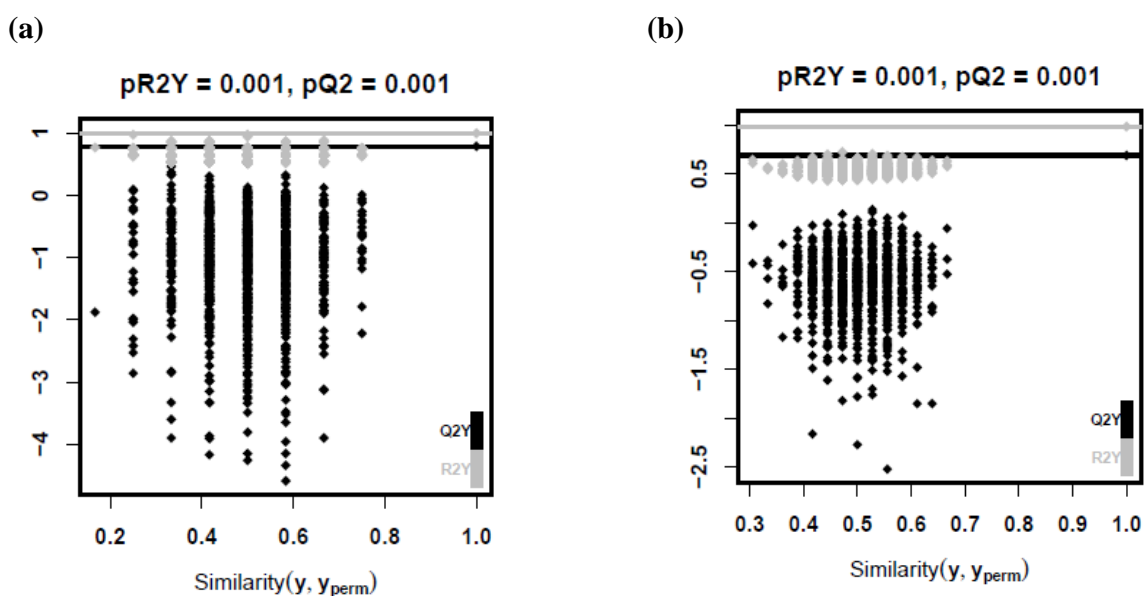 (a)
pR2Y = 0.001, pQ2 = 0.001
1
0
−1
−2
−3
−4
Q2Y
R2Y
0.2 0.4 0.6 0.8 1.0
Similarity(y, yperm)
(b)
pR2Y = 0.001, pQ2 = 0.001
0.5
−0.5
−1.5
−2.5
Q2Y
R2Y
0.3 0.4 0.5 0.6 0.7 0.8 0.9 1.0
Similarity(y, yperm)